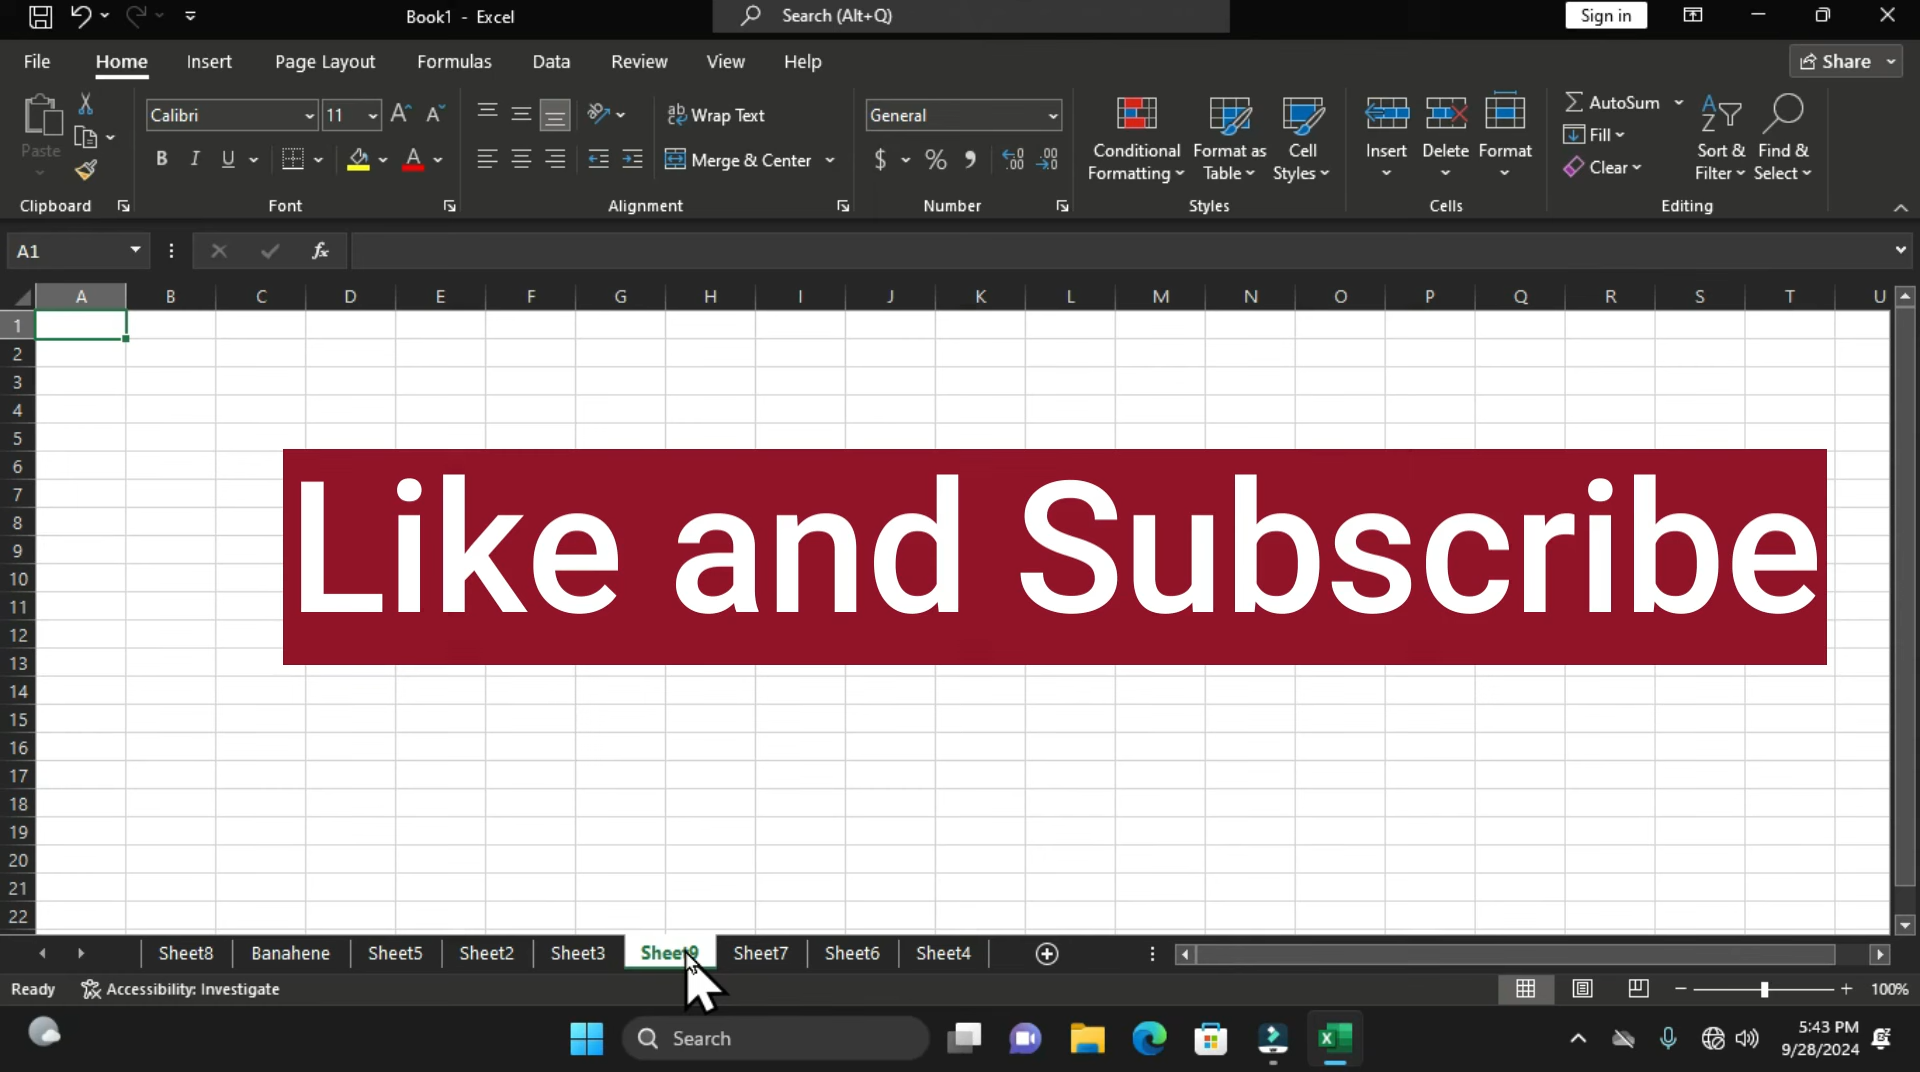 Book1 - Excel
Search (Alt+Q)
Sign in
File Home Insert Page Layout Formulas Data Review View Help
Share
Paste
Clipboard
Calibri 11
B I U A
Font
Wrap Text
Merge & Center
Alignment
General
$ % ,
Number
Conditional Formatting
Format as Table
Cell Styles
Styles
Insert Delete Format
Cells
AutoSum
Fill
Clear
Sort & Filter
Find & Select
Editing
A1
fx
A B C D E F G H I J K L M N O P Q R S T U
1
2
3
4
5
6
7
8
9
10
11
12
13
14
15
16
17
18
19
20
21
22
Like and Subscribe
Sheet8 Banahene Sheet5 Sheet2 Sheet3 Sheet9 Sheet7 Sheet6 Sheet4
Ready Accessibility: Investigate
100%
Search
5:43 PM
9/28/2024